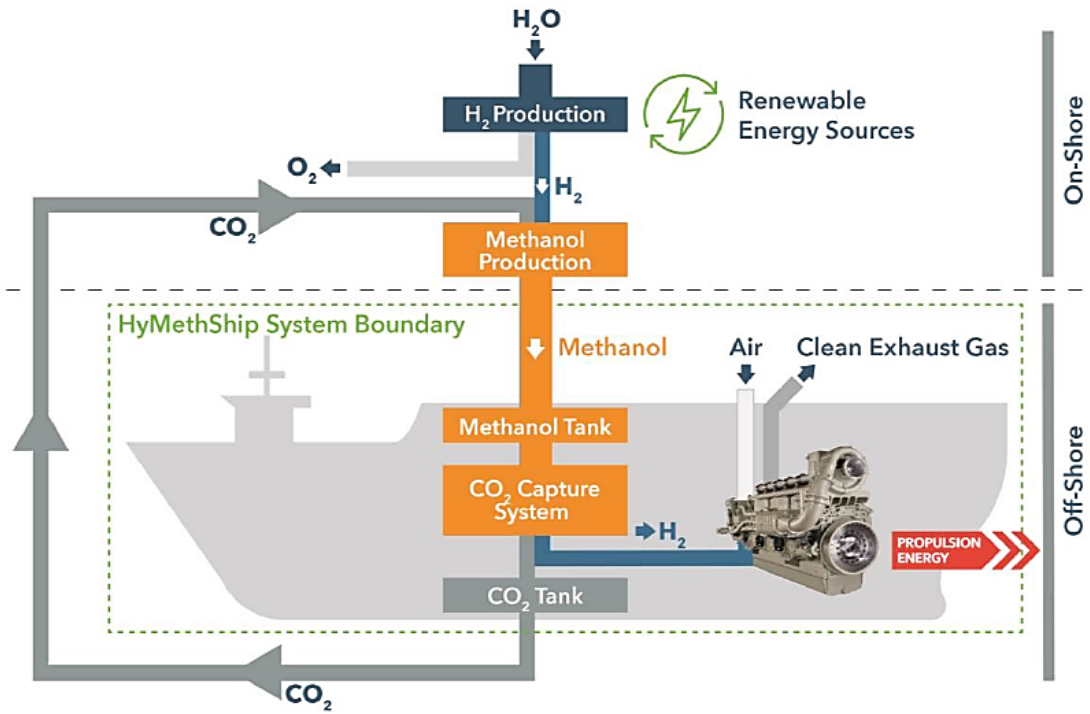 H₂O
H₂ Production
Renewable
Energy Sources
O₂
H₂
CO₂
Methanol
Production
On-Shore
HyMethShip System Boundary
Methanol
Air
Clean Exhaust Gas
Methanol Tank
CO₂ Capture
System
H₂
PROPULSION
ENERGY
CO₂ Tank
Off-Shore
CO₂